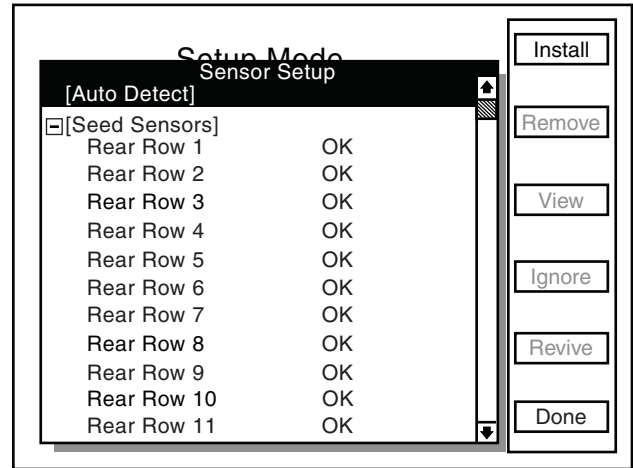 Setup Mode
Sensor Setup
[Auto Detect]
[Seed Sensors]
Rear Row 1 OK
Rear Row 2 OK
Rear Row 3 OK
Rear Row 4 OK
Rear Row 5 OK
Rear Row 6 OK
Rear Row 7 OK
Rear Row 8 OK
Rear Row 9 OK
Rear Row 10 OK
Rear Row 11 OK
Install
Remove
View
Ignore
Revive
Done